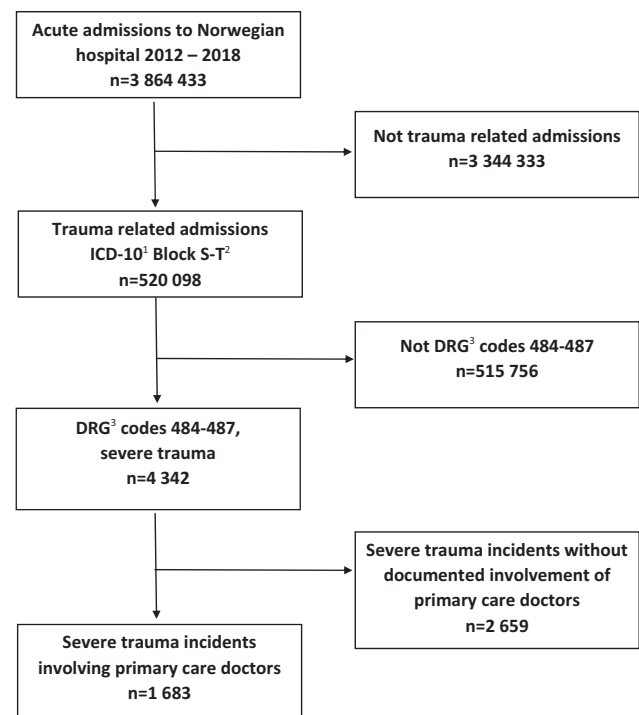 Acute admissions to Norwegian
hospital 2012 – 2018
n=3 864 433
Not trauma related admissions
n=3 344 333
Trauma related admissions
ICD-10¹ Block S-T²
n=520 098
Not DRG³ codes 484-487
n=515 756
DRG³ codes 484-487,
severe trauma
n=4 342
Severe trauma incidents without
documented involvement of
primary care doctors
n=2 659
Severe trauma incidents
involving primary care doctors
n=1 683